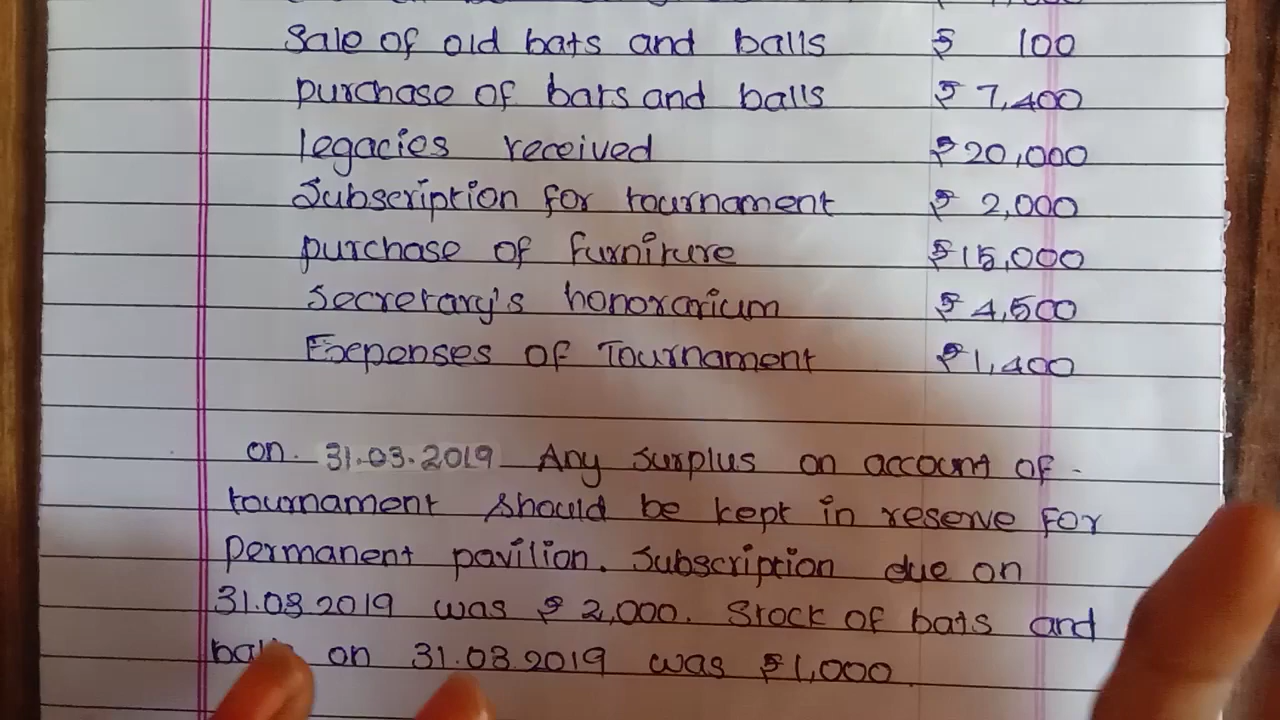 Sale of old bats and balls ₹ 100
purchase of bats and balls ₹ 7,400
legacies received ₹ 20,000
Subscription for tournament ₹ 2,000
purchase of furniture ₹ 15,000
Secretary's honorarium ₹ 4,500
Expenses of Tournament ₹ 1,400
on. 31.03.2019 Any surplus on account of -
tournament should be kept in reserve for
permanent pavilion. Subscription due on
31.03.2019 was ₹ 2,000. Stock of bats and
on 31.03.2019 was ₹ 1,000.